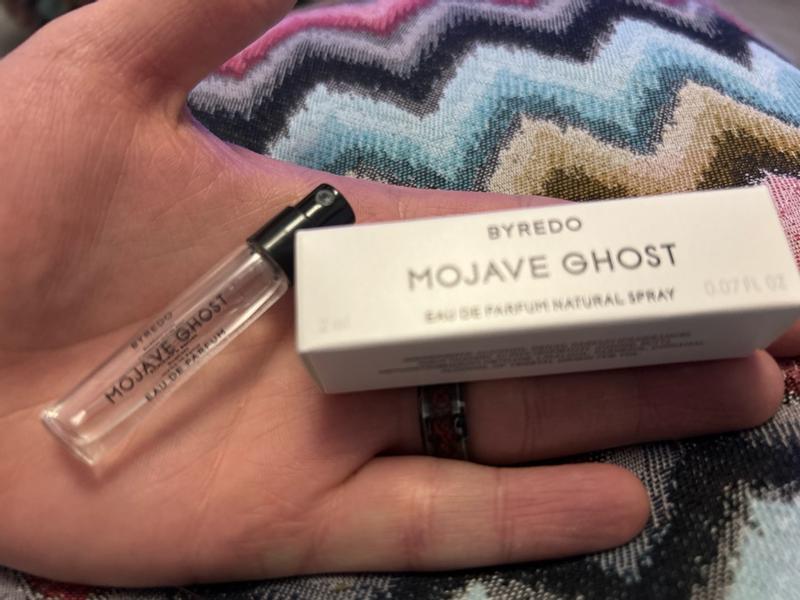 BYREDO
MOJAVE GHOST
EAU DE PARFUM
BYREDO
MOJAVE GHOST
EAU DE PARFUM NATURAL SPRAY
2 ml
0.07 FL OZ